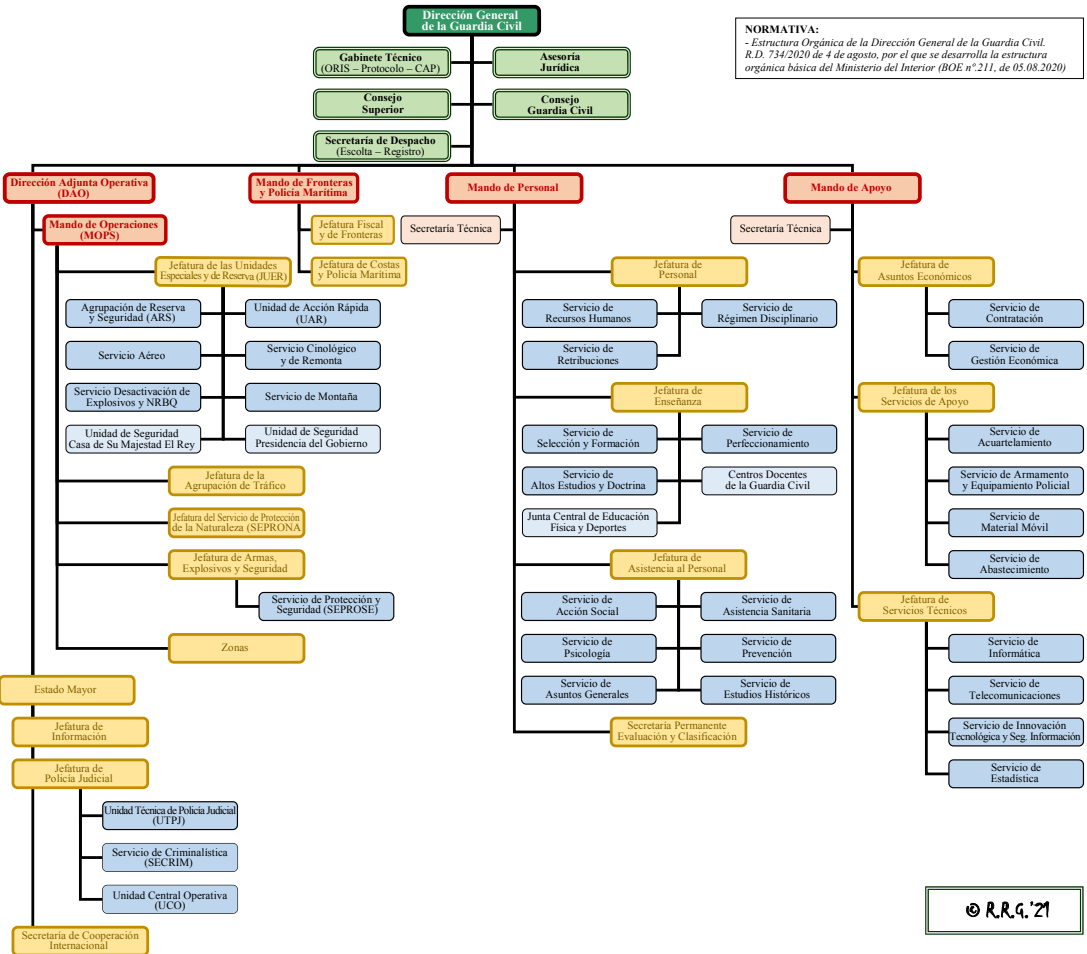 Dirección General
de la Guardia Civil
NORMATIVA:
- Estructura Orgánica de la Dirección General de la Guardia Civil.
R.D. 734/2020 de 4 de agosto, por el que se desarrolla la estructura
orgánica básica del Ministerio del Interior (BOE nº.211, de 05.08.2020)
Gabinete Técnico
(ORIS – Protocolo – CAP)
Asesoría
Jurídica
Consejo
Superior
Consejo
Guardia Civil
Secretaría de Despacho
(Escolta – Registro)
Dirección Adjunta Operativa
(DAO)
Mando de Operaciones
(MOPS)
Jefatura de las Unidades
Especiales y de Reserva (JUER)
Agrupación de Reserva
y Seguridad (ARS)
Unidad de Acción Rápida
(UAR)
Servicio Aéreo
Servicio Cinológico
y de Remonta
Servicio Desactivación de
Explosivos y NRBQ
Servicio de Montaña
Unidad de Seguridad
Casa de Su Majestad El Rey
Unidad de Seguridad
Presidencia del Gobierno
Jefatura de la
Agrupación de Tráfico
Jefatura del Servicio de Protección
de la Naturaleza (SEPRONA
Jefatura de Armas,
Explosivos y Seguridad
Servicio de Protección y
Seguridad (SEPROSE)
Zonas
Estado Mayor
Jefatura de
Información
Jefatura de
Policía Judicial
Unidad Técnica de Policía Judicial
(UTPJ)
Servicio de Criminalística
(SECRIM)
Unidad Central Operativa
(UCO)
Secretaría de Cooperación
Internacional
Mando de Fronteras
y Policía Marítima
Jefatura Fiscal
y de Fronteras
Jefatura de Costas
y Policía Marítima
Mando de Personal
Secretaría Técnica
Jefatura de
Personal
Servicio de
Recursos Humanos
Servicio de
Régimen Disciplinario
Servicio de
Retribuciones
Jefatura de
Enseñanza
Servicio de
Selección y Formación
Servicio de
Perfeccionamiento
Servicio de
Altos Estudios y Doctrina
Centros Docentes
de la Guardia Civil
Junta Central de Educación
Física y Deportes
Jefatura de
Asistencia al Personal
Servicio de
Acción Social
Servicio de
Asistencia Sanitaria
Servicio de
Psicología
Servicio de
Prevención
Servicio de
Asuntos Generales
Servicio de
Estudios Históricos
Secretaría Permanente
Evaluación y Clasificación
Mando de Apoyo
Secretaría Técnica
Jefatura de
Asuntos Económicos
Servicio de
Contratación
Servicio de
Gestión Económica
Jefatura de los
Servicios de Apoyo
Servicio de
Acuartelamiento
Servicio de Armamento
y Equipamiento Policial
Servicio de
Material Móvil
Servicio de
Abastecimiento
Jefatura de
Servicios Técnicos
Servicio de
Informática
Servicio de
Telecomunicaciones
Servicio de Innovación
Tecnológica y Seg. Información
Servicio de
Estadística
© R.R.G.'21